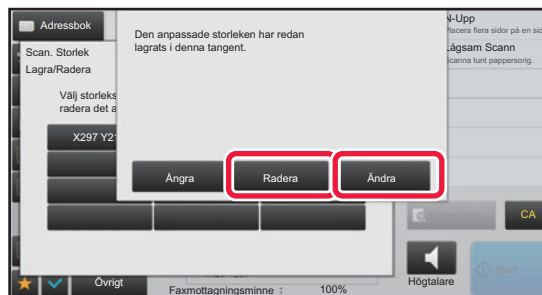 Adressbok
N-Upp
Placera flera sidor på en sid
Lågsam Scann
Scanna tunt pappersorig.
Scan. Storlek
Lagra/Radera
Välj storleks
radera det a
X297 Y21
Den anpassade storleken har redan
lagrats i denna tangent.
Ångra
Radera
Ändra
CA
Övrigt
Faxmottagningsminne :
100%
Högtalare
Start